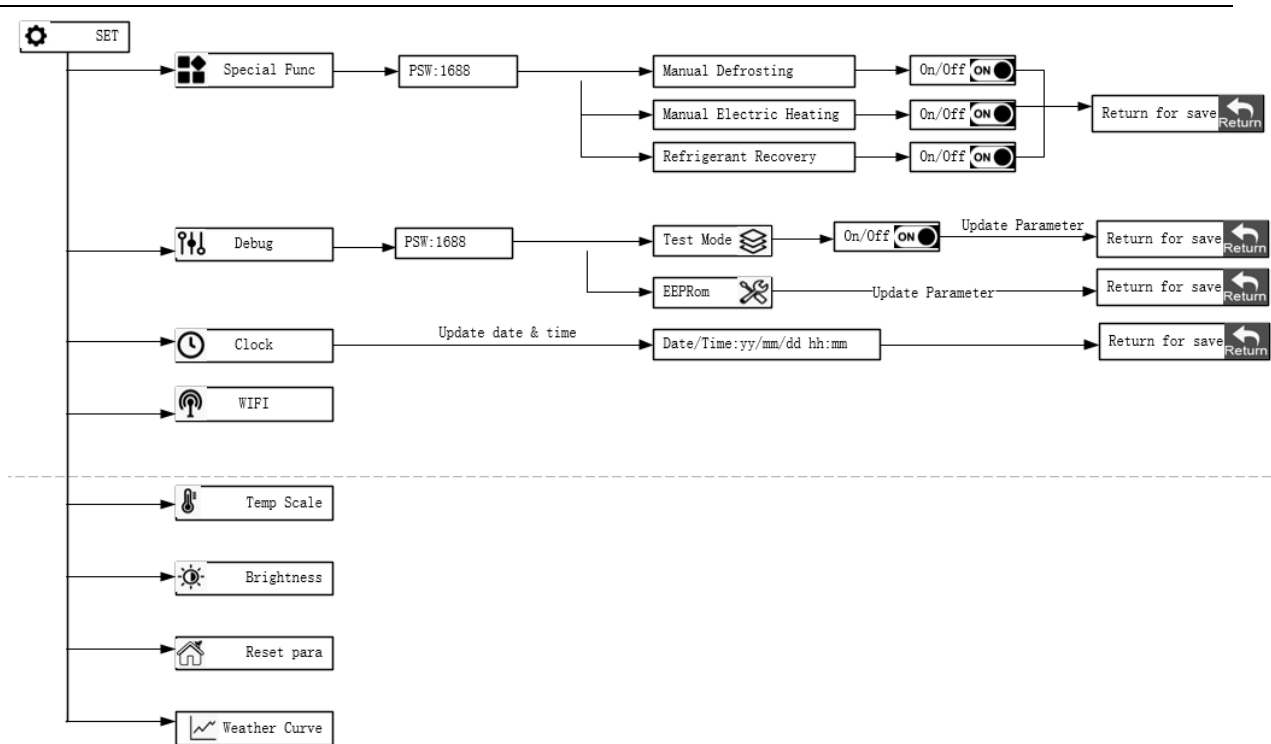 SET
Special Func
PSW:1688
Manual Defrosting
On/Off ON
Manual Electric Heating
On/Off ON
Return for save Return
Refrigerant Recovery
On/Off ON
Debug
PSW:1688
Test Mode
On/Off ON
Update Parameter
Return for save Return
EEPRom
Update Parameter
Return for save Return
Clock
Update date & time
Date/Time:yy/mm/dd hh:mm
Return for save Return
WIFI
Temp Scale
Brightness
Reset para
Weather Curve